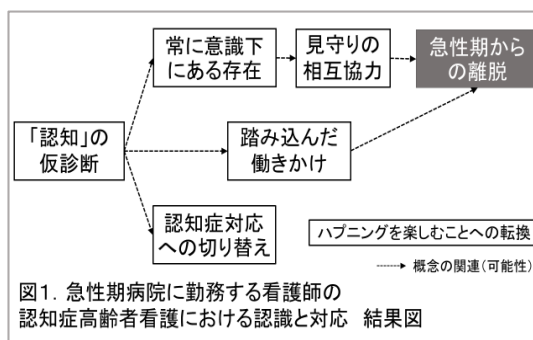 常に意識下
にある存在
見守りの
相互協力
急性期から
の離脱
「認知」の
仮診断
踏み込んだ
働きかけ
認知症対応
への切り替え
ハプニングを楽しむことへの転換
概念の関連(可能性)
図1. 急性期病院に勤務する看護師の
認知症高齢者看護における認識と対応 結果図